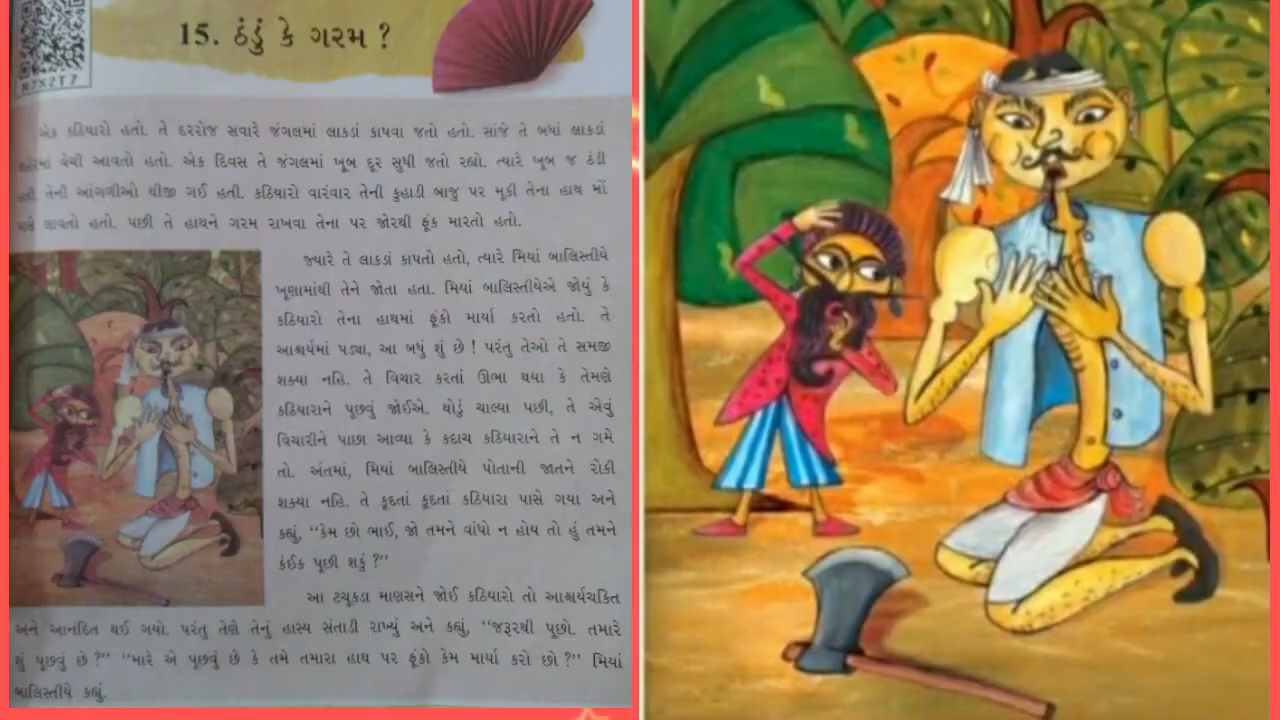 15. ઠંડું કે ગરમ ?
એક કઠિયારો હતો. તે દરરોજ સવારે જંગલમાં લાકડાં કાપવા જતો હતો. સાંજે તે બધાં લાકડાં
વેચી આવતો હતો. એક દિવસ તે જંગલમાં ખૂબ દૂર સુધી જતો રહ્યો. ત્યારે ખૂબ જ ઠંડી
તેની આંગળીઓ થીજી ગઈ હતી. કઠિયારો વારંવાર તેની કુહાડી બાજુ પર મૂકી તેના હાથ મોં
લાવતો હતો. પછી તે હાથને ગરમ રાખવા તેના પર જોરથી ફૂંક મારતો હતો.
જ્યારે તે લાકડાં કાપતો હતો, ત્યારે મિયાં બાલિસ્તીયે
ખૂણામાંથી તેને જોતા હતા. મિયાં બાલિસ્તીયેએ જોયું કે
કઠિયારો તેના હાથમાં ફૂંકો માર્યા કરતો હતો. તે
આશ્ચર્યમાં પડ્યા, આ બધું શું છે ! પરંતુ તેઓ તે સમજી
શક્યા નહિ. તે વિચાર કરતાં ઊભા થયા કે તેમણે
કઠિયારાને પૂછવું જોઈએ. થોડું ચાલ્યા પછી, તે એવું
વિચારીને પાછા આવ્યા કે કદાચ કઠિયારાને તે ન ગમે
તો. અંતમાં, મિયાં બાલિસ્તીયે પોતાની જાતને રોકી
શક્યા નહિ. તે કૂદતાં કૂદતાં કઠિયારા પાસે ગયા અને
કહ્યું, “કેમ છો ભાઈ, જો તમને વાંધો ન હોય તો હું તમને
કંઈક પૂછી શકું ?”
આ ટચૂકડા માણસને જોઈ કઠિયારો તો આશ્ચર્યચકિત
અને આનંદિત થઈ ગયો. પરંતુ તેણે તેનું હાસ્ય સંતાડી રાખ્યું અને કહ્યું, “જરૂરથી પૂછો. તમારે
શું પૂછવું છે ?” “મારે એ પૂછવું છે કે તમે તમારા હાથ પર ફૂંકો કેમ માર્યા કરો છો ?” મિયાં
બાલિસ્તીયે કહ્યું.